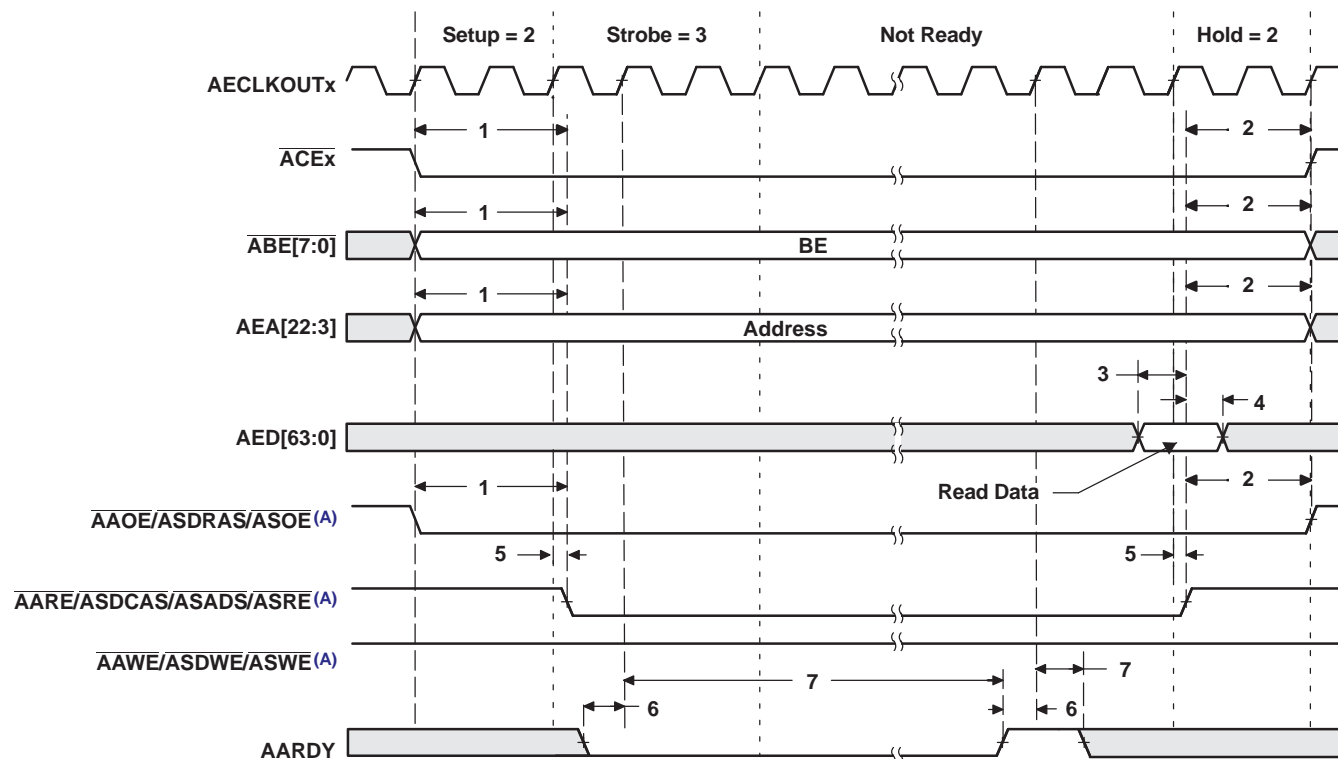 Setup = 2 Strobe = 3 Not Ready Hold = 2
AECLKOUTx
1 2
ACEx
1 2
ABE[7:0] BE
1 2
AEA[22:3] Address
3
4
AED[63:0]
Read Data
1 2
AAOE/ASDRAS/ASOE(A)
5 5
AARE/ASDCAS/ASADS/ASRE(A)
AAWE/ASDWE/ASWE(A)
7
7
6 6
AARDY